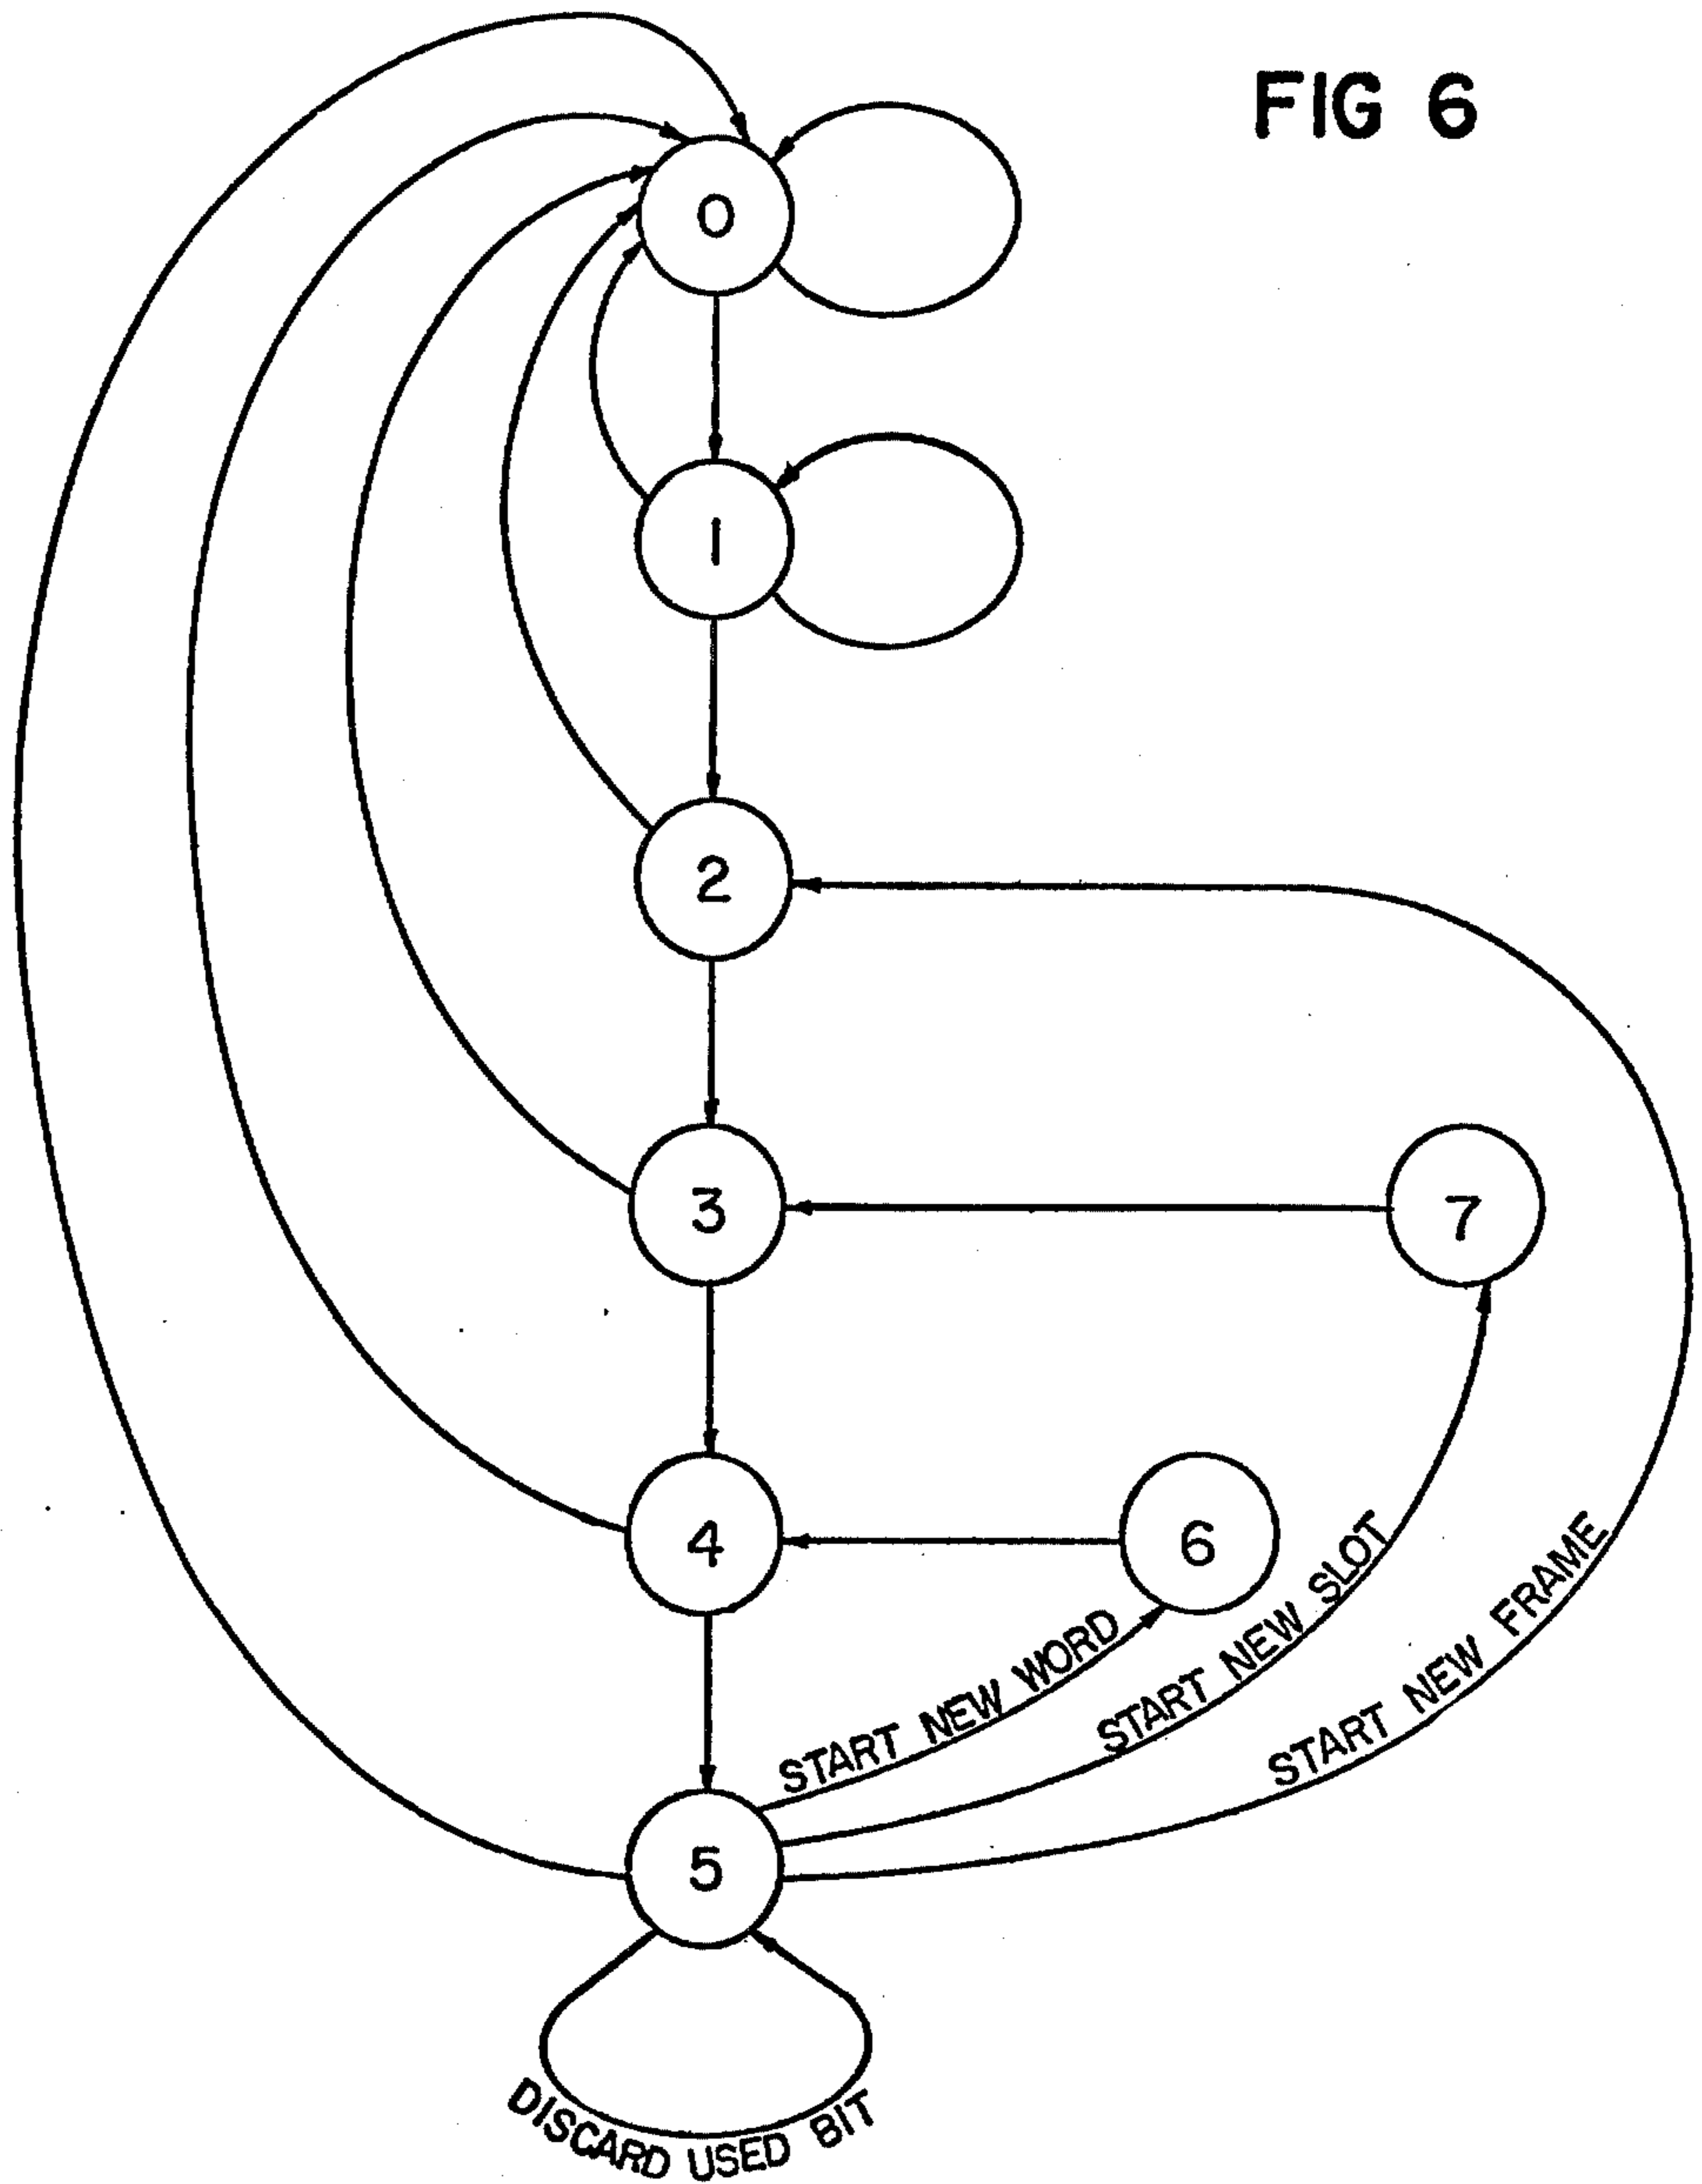 FIG 6
0
1
2
3
7
4
6
START NEW WORD
START NEW SLOT
START NEW FRAME
5
DISCARD USED BIT